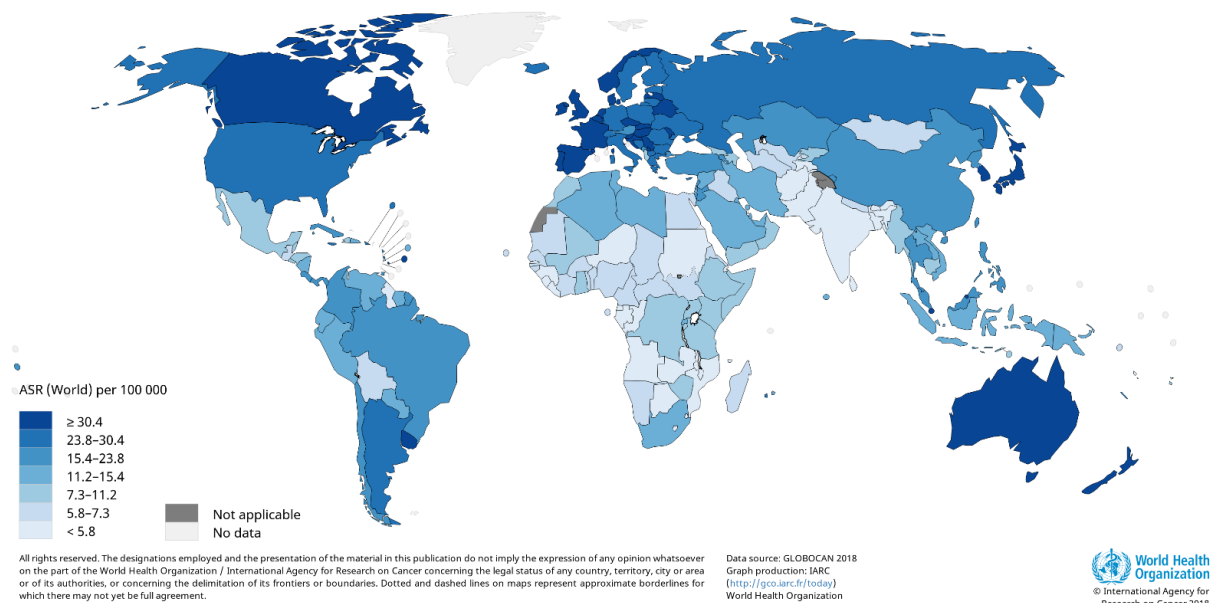 ASR (World) per 100 000
≥ 30.4
23.8–30.4
15.4–23.8
11.2–15.4
7.3–11.2
5.8–7.3
< 5.8
Not applicable
No data
All rights reserved. The designations employed and the presentation of the material in this publication do not imply the expression of any opinion whatsoever
on the part of the World Health Organization / International Agency for Research on Cancer concerning the legal status of any country, territory, city or area
or of its authorities, or concerning the delimitation of its frontiers or boundaries. Dotted and dashed lines on maps represent approximate borderlines for
which there may not yet be full agreement.
Data source: GLOBOCAN 2018
Graph production: IARC
(http://gco.iarc.fr/today)
World Health Organization
World Health
Organization
© International Agency for
Research on Cancer 2018